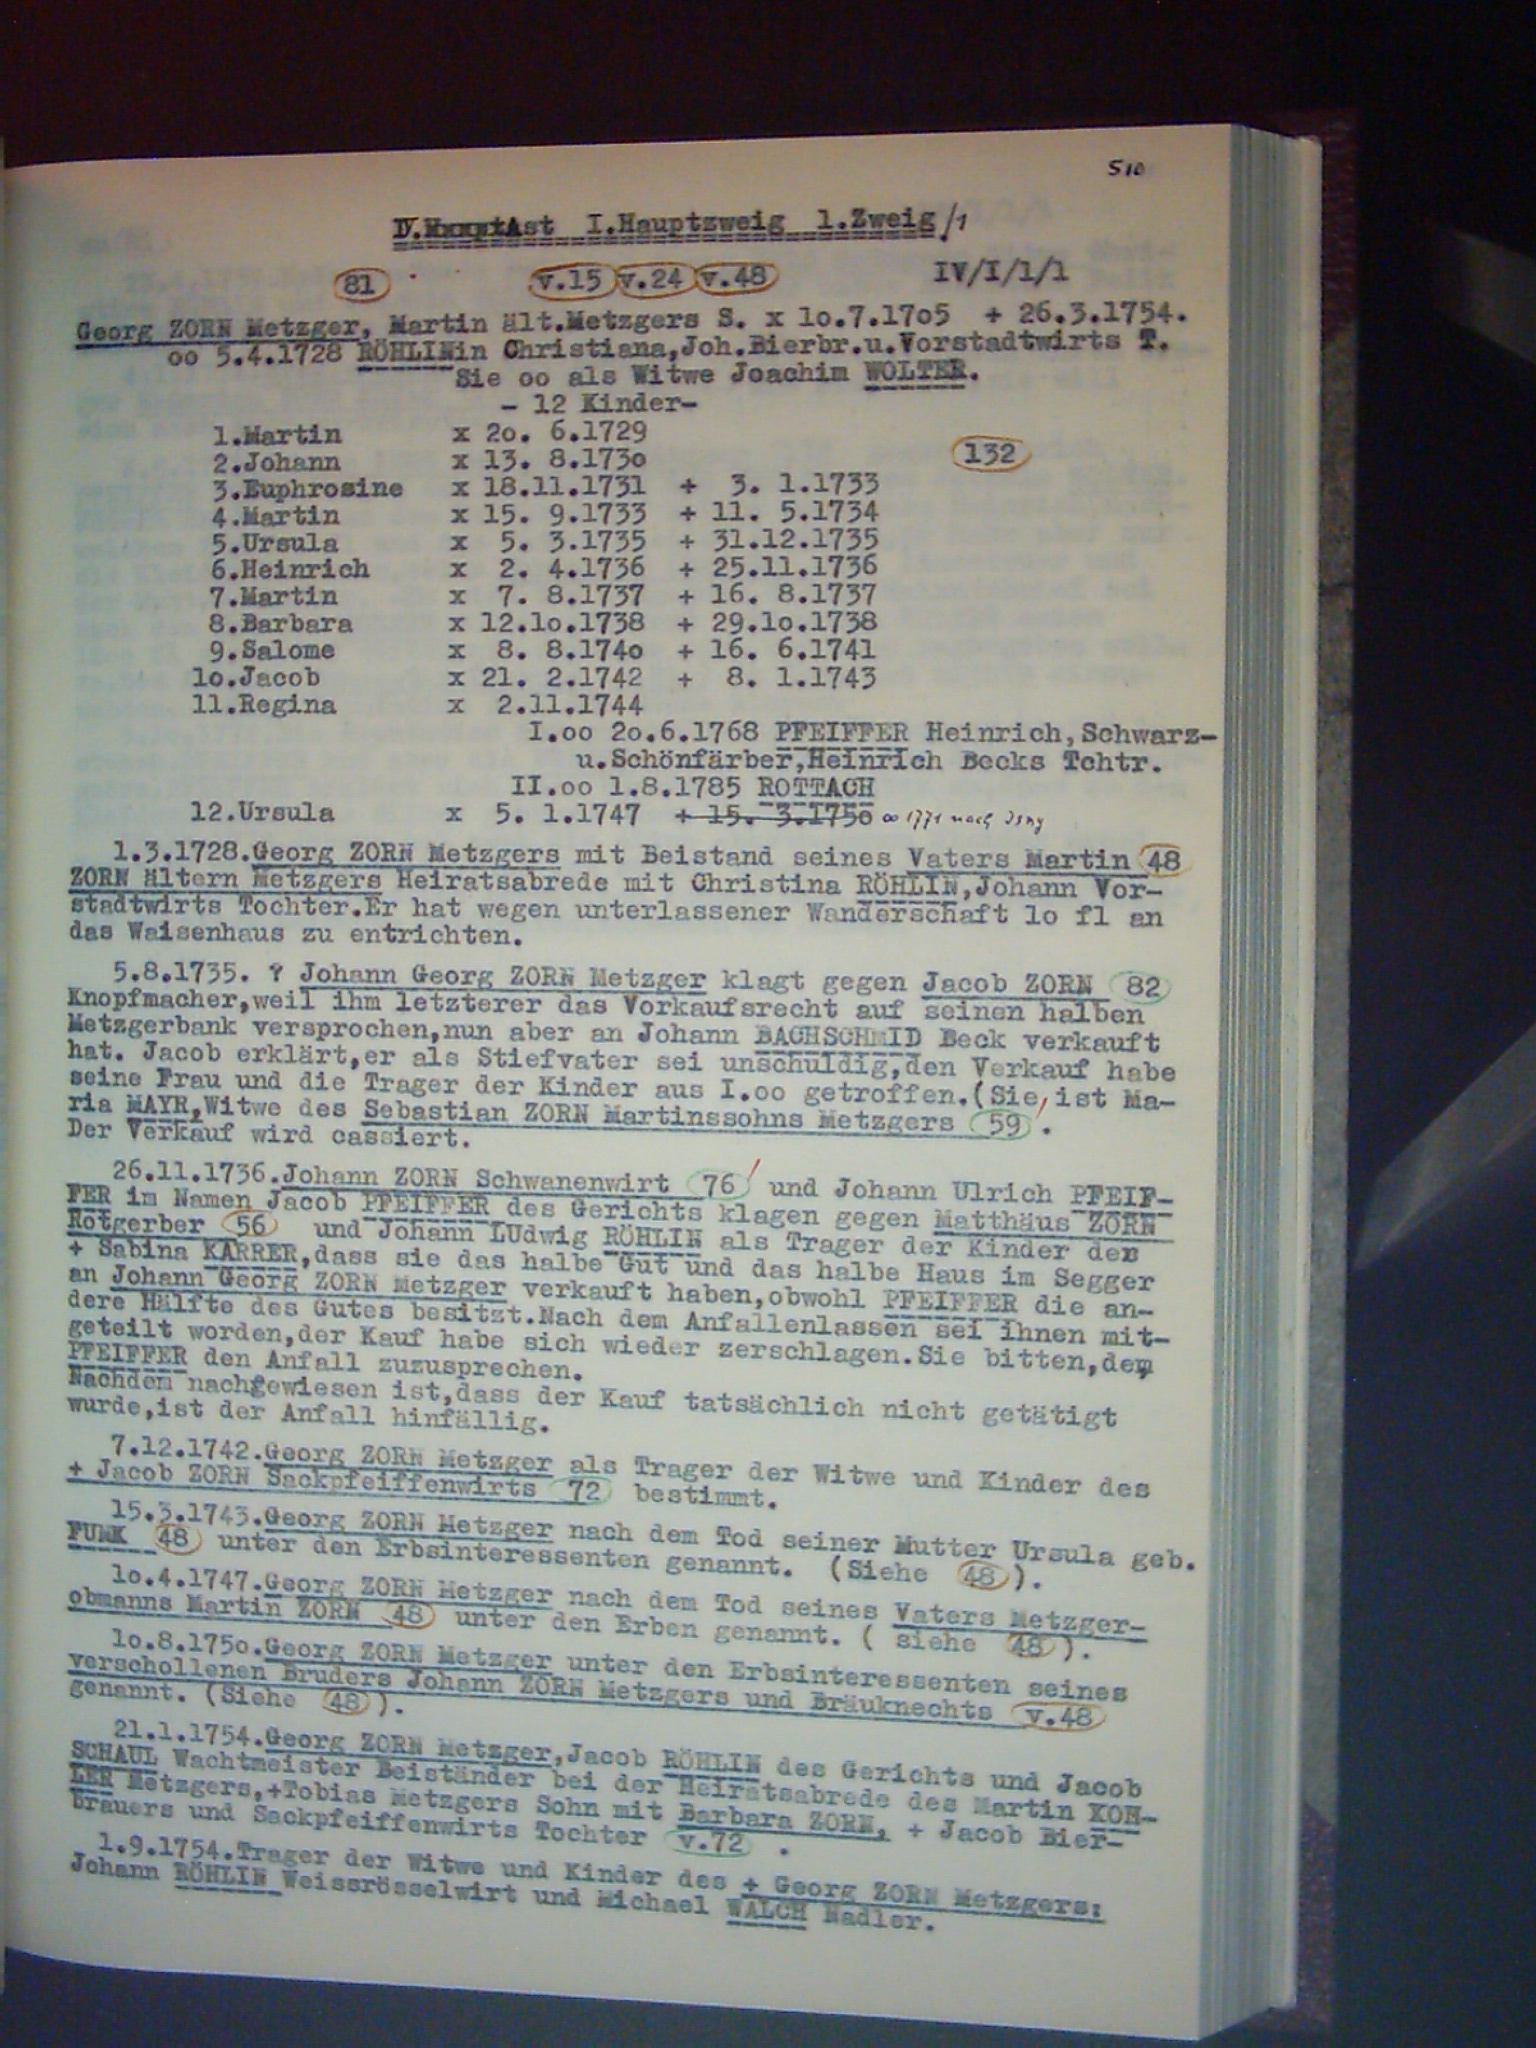 510
IV. Ast I.Hauptzweig 1.Zweig/1
81 v.15 v.24 v.48 IV/I/1/1
Georg ZORN Metzger, Martin ält.Metzgers S. x 1o.7.17o5 + 26.3.1754.
oo 5.4.1728 RÖHLINin Christiana,Joh.Bierbr.u.Vorstadtwirts T.
Sie oo als Witwe Joachim WOLTER.
- 12 Kinder-
1.Martin x 2o. 6.1729
2.Johann x 13. 8.173o 132
3.Euphrosine x 18.11.1731 + 3. 1.1733
4.Martin x 15. 9.1733 + 11. 5.1734
5.Ursula x 5. 3.1735 + 31.12.1735
6.Heinrich x 2. 4.1736 + 25.11.1736
7.Martin x 7. 8.1737 + 16. 8.1737
8.Barbara x 12.1o.1738 + 29.1o.1738
9.Salome x 8. 8.174o + 16. 6.1741
1o.Jacob x 21. 2.1742 + 8. 1.1743
11.Regina x 2.11.1744
I.oo 2o.6.1768 PFEIFFER Heinrich,Schwarz-
u.Schönfärber,Heinrich Becks Tchtr.
II.oo 1.8.1785 ROTTACH
12.Ursula x 5. 1.1747 + 15. 3.175o oo 1771 nach Isny
1.3.1728.Georg ZORN Metzgers mit Beistand seines Vaters Martin 48
ZORN ältern Metzgers Heiratsabrede mit Christina RÖHLIN,Johann Vor-
stadtwirts Tochter.Er hat wegen unterlassener Wanderschaft 1o fl an
das Waisenhaus zu entrichten.
5.8.1735. ? Johann Georg ZORN Metzger klagt gegen Jacob ZORN 82
Knopfmacher,weil ihm letzterer das Vorkaufsrecht auf seinen halben
Metzgerbank versprochen,nun aber an Johann BACHSCHMID Beck verkauft
hat. Jacob erklärt,er als Stiefvater sei unschuldig,den Verkauf habe
seine Frau und die Trager der Kinder aus I.oo getroffen.(Sie,ist Ma-
ria MAYR,Witwe des Sebastian ZORN Martinssohns Metzgers 59 .
Der Verkauf wird cassiert.
26.11.1736.Johann ZORN Schwanenwirt 76 und Johann Ulrich PFEIF-
FER im Namen Jacob PFEIFFER des Gerichts klagen gegen Matthäus ZORN
Rotgerber 56 und Johann LUdwig RÖHLIN als Trager der Kinder der
+ Sabina KARRER,dass sie das halbe Gut und das halbe Haus im Segger
an Johann Georg ZORN Metzger verkauft haben,obwohl PFEIFFER die an-
dere Hälfte des Gutes besitzt.Nach dem Anfallenlassen sei ihnen mit-
geteilt worden,der Kauf habe sich wieder zerschlagen.Sie bitten,dem
PFEIFFER den Anfall zuzusprechen.
Nachdem nachgewiesen ist,dass der Kauf tatsächlich nicht getätigt
wurde,ist der Anfall hinfällig.
7.12.1742.Georg ZORN Metzger als Trager der Witwe und Kinder des
+ Jacob ZORN Sackpfeiffenwirts 72 bestimmt.
15.3.1743.Georg ZORN Metzger nach dem Tod seiner Mutter Ursula geb.
FUNK 48 unter den Erbsinteressenten genannt. (Siehe 48 ).
1o.4.1747.Georg ZORN Metzger nach dem Tod seines Vaters Metzger-
obmanns Martin ZORN 48 unter den Erben genannt. ( siehe 48 ).
1o.8.175o.Georg ZORN Metzger unter den Erbsinteressenten seines
verschollenen Bruders Johann ZORN Metzgers und Bräuknechts v.48
genannt. (Siehe 48 ).
21.1.1754.Georg ZORN Metzger,Jacob RÖHLIN des Gerichts und Jacob
SCHAUL Wachtmeister Beiständer bei der Heiratsabrede des Martin KOH-
LER Metzgers,+Tobias Metzgers Sohn mit Barbara ZORN, + Jacob Bier-
bräuers und Sackpfeiffenwirts Tochter v.72 .
1.9.1754.Trager der Witwe und Kinder des + Georg ZORN Metzgers:
Johann RÖHLIN Weissrösselwirt und Michael WALCH Nadler.